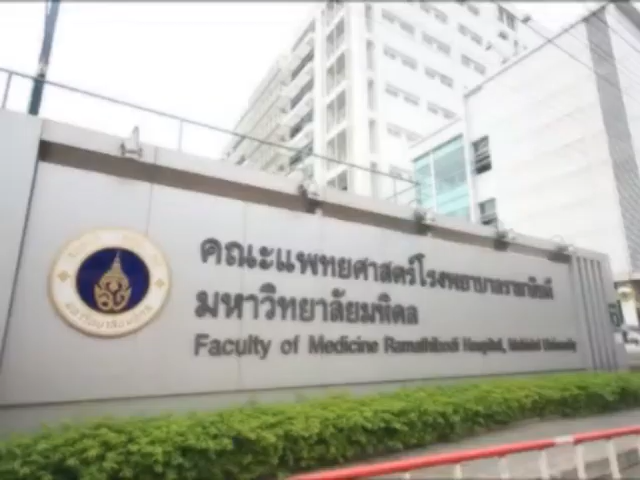 คณะแพทยศาสตร์โรงพยาบาลรามาธิบดี
มหาวิทยาลัยมหิดล
Faculty of Medicine Ramathibodi Hospital, Mahidol University